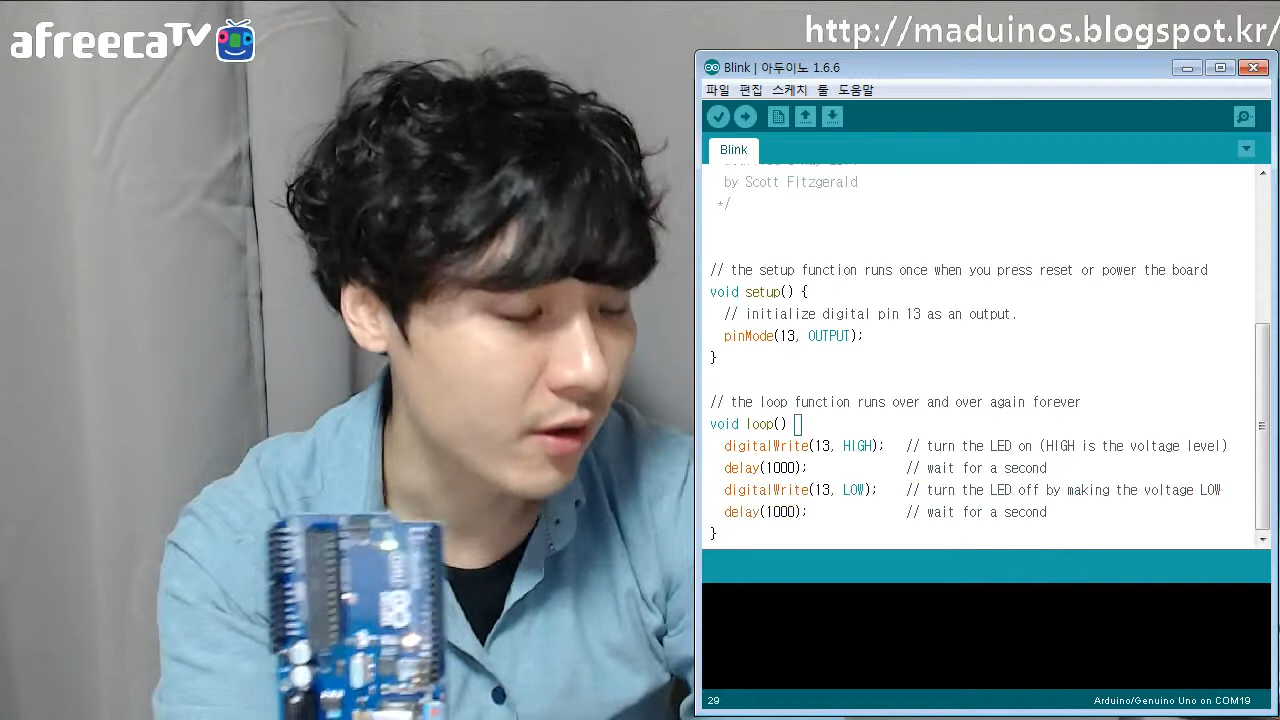 afreecaTV
http://maduinos.blogspot.kr/
Blink | 아두이노 1.6.6
파일 편집 스케치 툴 도움말
Blink
by Scott Fitzgerald
*/
// the setup function runs once when you press reset or power the board
void setup() {
// initialize digital pin 13 as an output.
pinMode(13, OUTPUT);
}
// the loop function runs over and over again forever
void loop()
digitalWrite(13, HIGH); // turn the LED on (HIGH is the voltage level)
delay(1000); // wait for a second
digitalWrite(13, LOW); // turn the LED off by making the voltage LOW
delay(1000); // wait for a second
}
29
Arduino/Genuino Uno on COM19